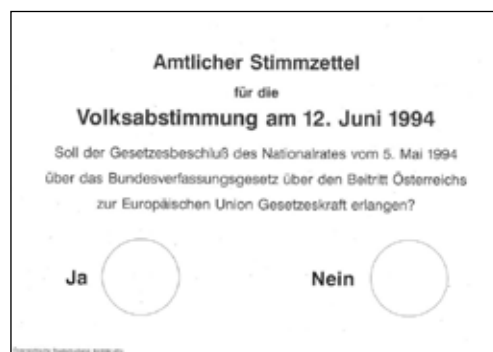 Amtlicher Stimmzettel
für die
Volksabstimmung am 12. Juni 1994
Soll der Gesetzesbeschluß des Nationalrates vom 5. Mai 1994
über das Bundesverfassungsgesetz über den Beitritt Österreichs
zur Europäischen Union Gesetzeskraft erlangen?
Ja Nein